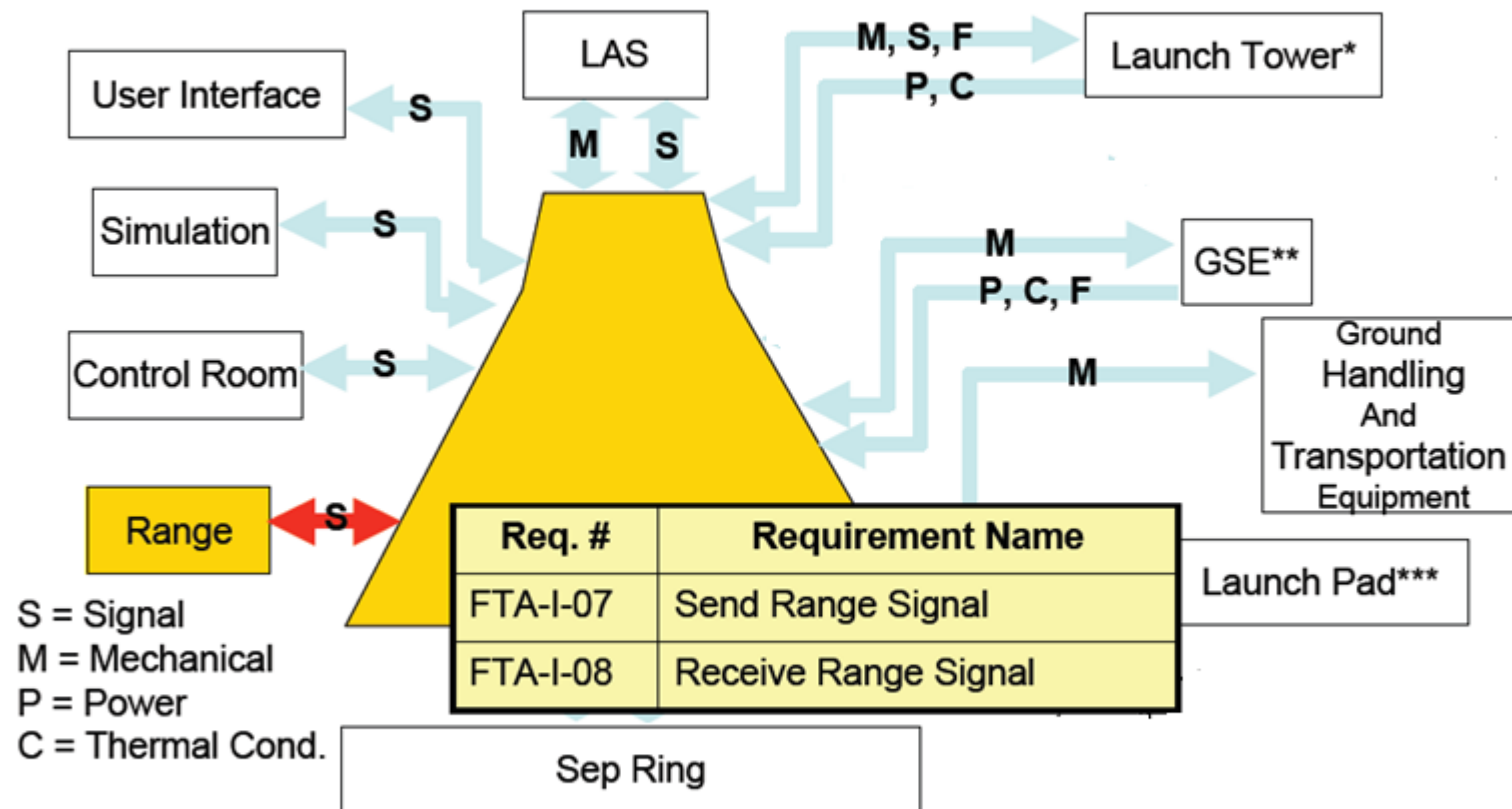 LAS
M, S, F
Launch Tower*
P, C
User Interface
S
M
S
Simulation
S
M
GSE**
P, C, F
Control Room
S
M
Ground
Handling
And
Transportation
Equipment
Range
S
Req. #
Requirement Name
FTA-I-07
Send Range Signal
FTA-I-08
Receive Range Signal
Launch Pad***
S = Signal
M = Mechanical
P = Power
C = Thermal Cond.
Sep Ring